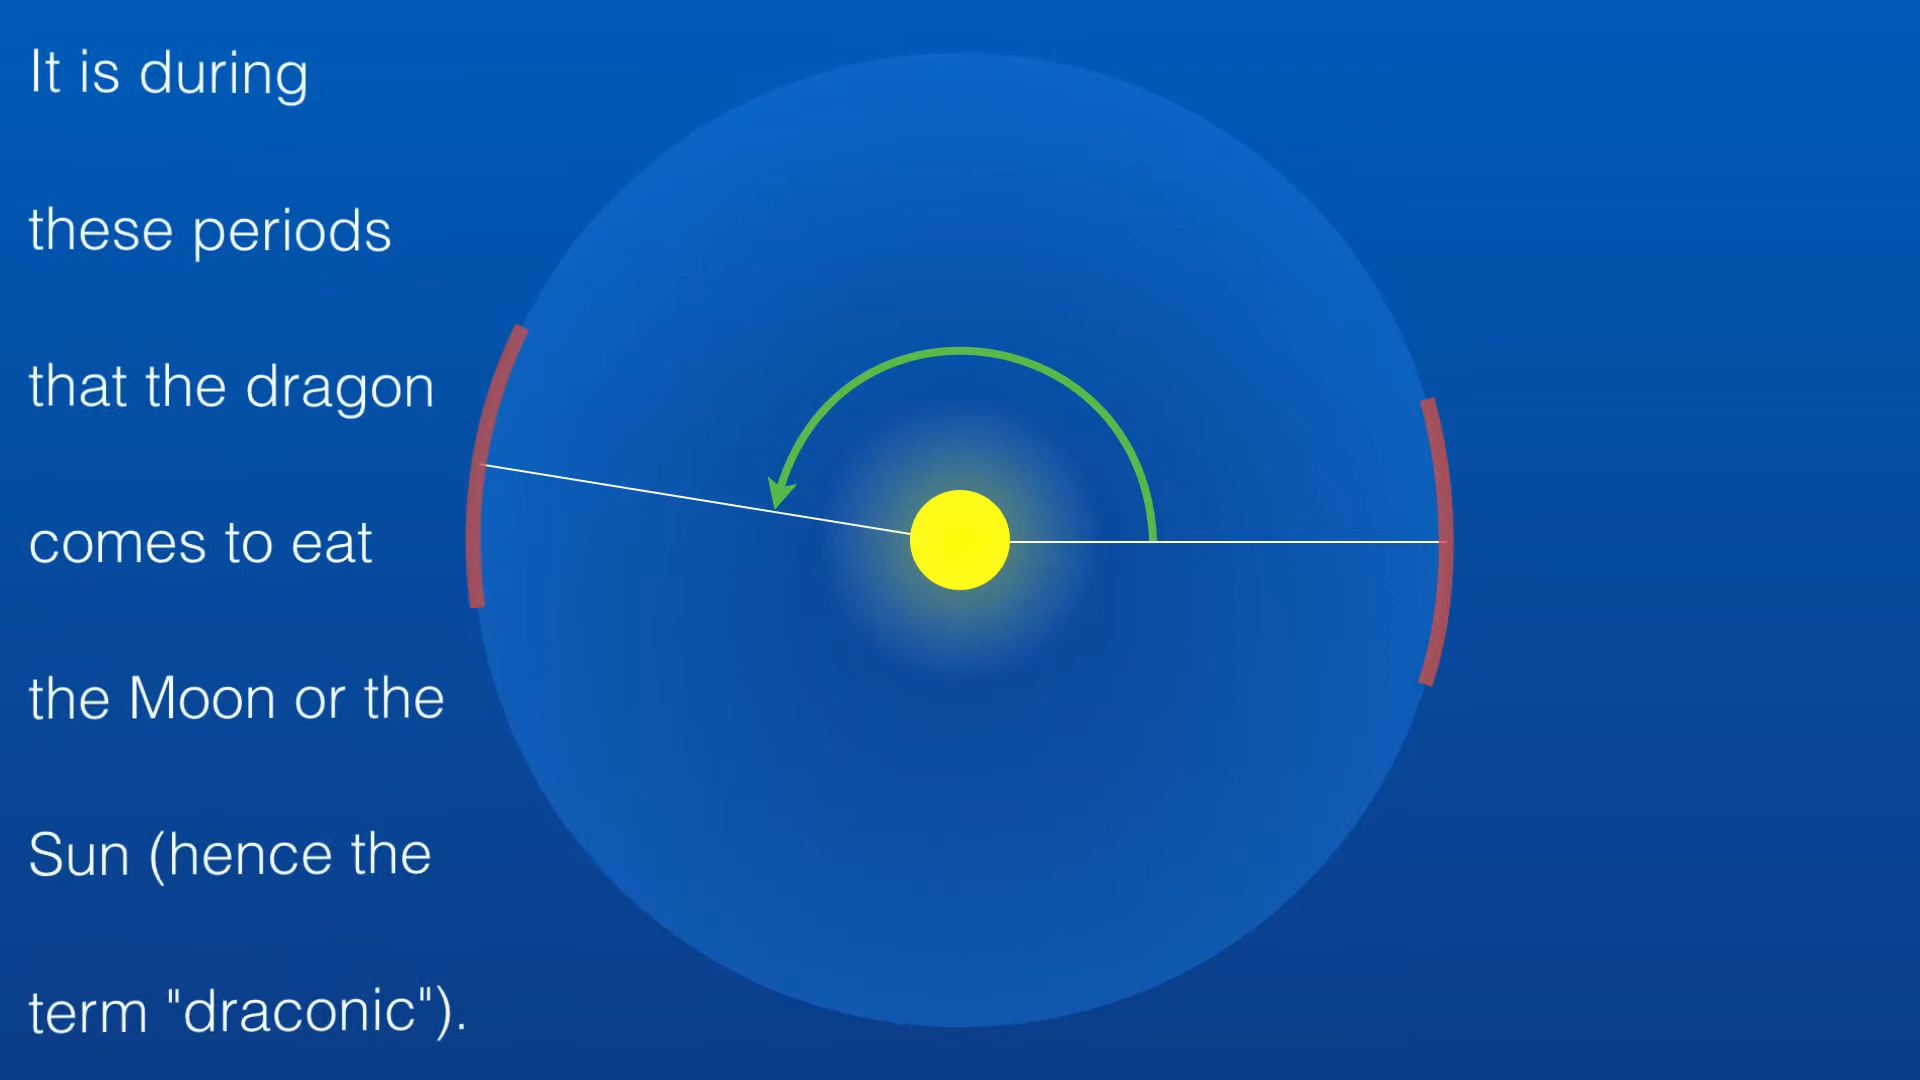 It is during
these periods
that the dragon
comes to eat
the Moon or the
Sun (hence the
term "draconic").